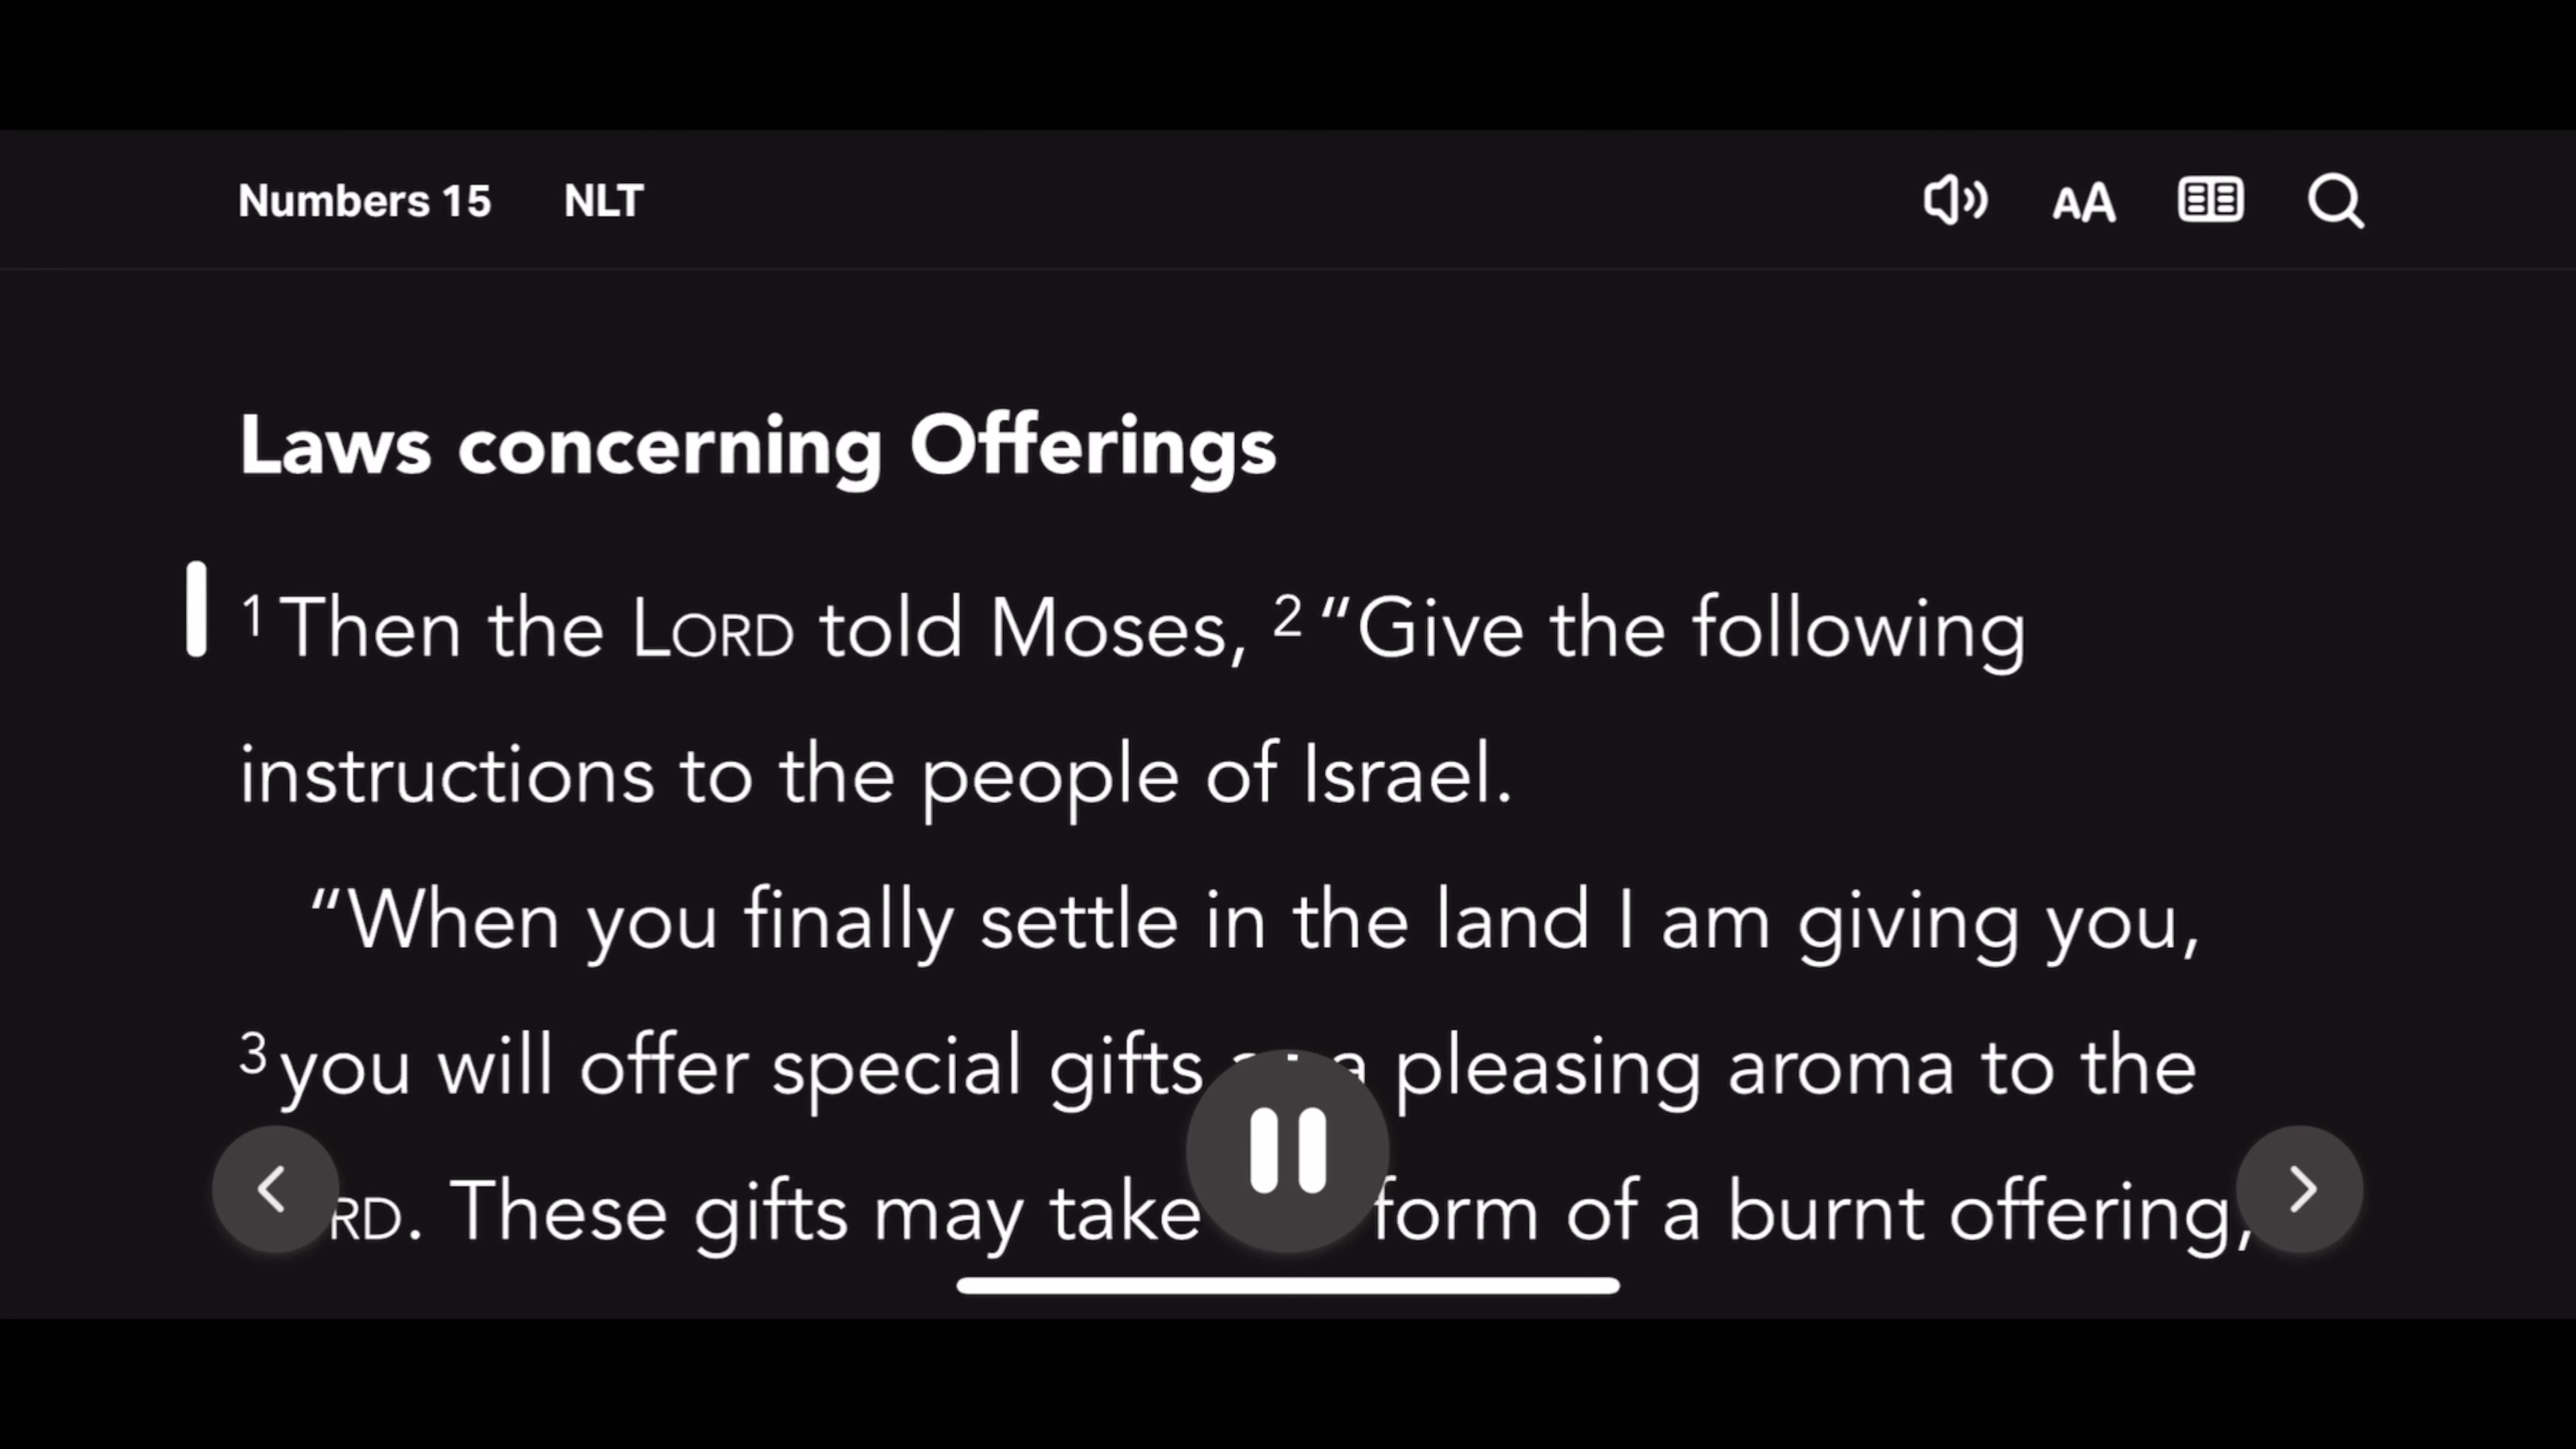 Numbers 15 NLT AA
Laws concerning Offerings
1 Then the LORD told Moses, 2 “Give the following
instructions to the people of Israel.
“When you finally settle in the land I am giving you,
3 you will offer special gifts a pleasing aroma to the
RD. These gifts may take form of a burnt offering,